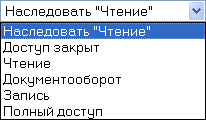 Наследовать "Чтение"
Наследовать "Чтение"
Доступ закрыт
Чтение
Документооборот
Запись
Полный доступ